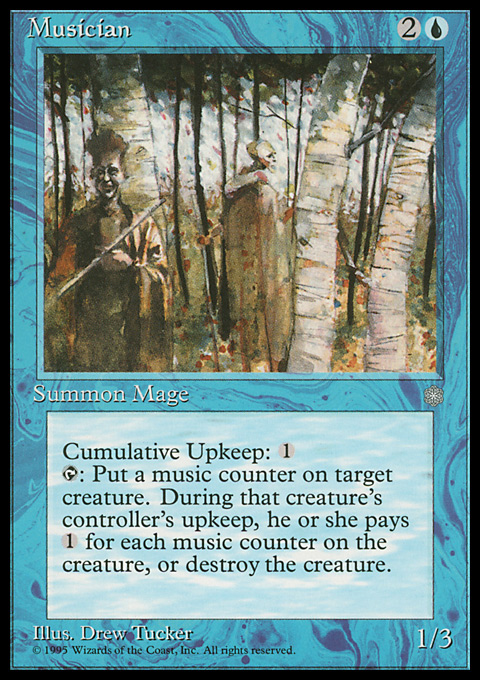 Musician 2
Summon Mage
Cumulative Upkeep: 1
: Put a music counter on target
creature. During that creature's
controller's upkeep, he or she pays
1 for each music counter on the
creature, or destroy the creature.
Illus. Drew Tucker
1/3
© 1995 Wizards of the Coast, Inc. All rights reserved.